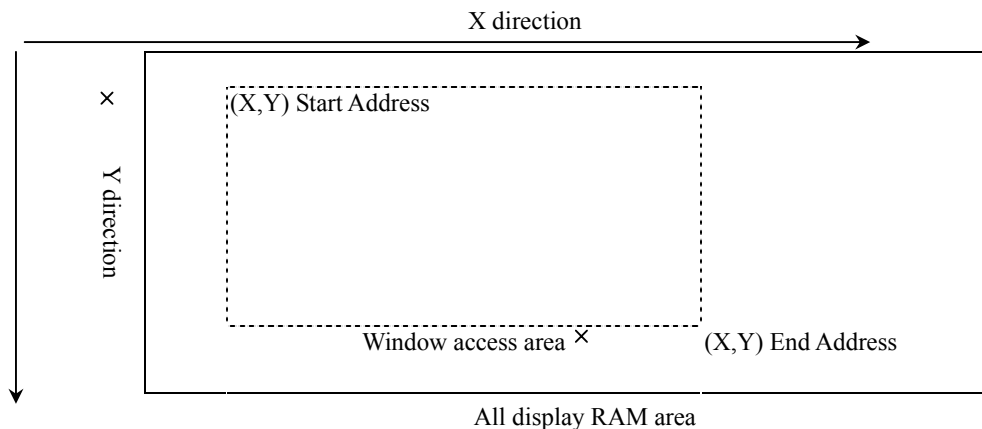 X direction
(X,Y) Start Address
Y direction
Window access area
(X,Y) End Address
All display RAM area